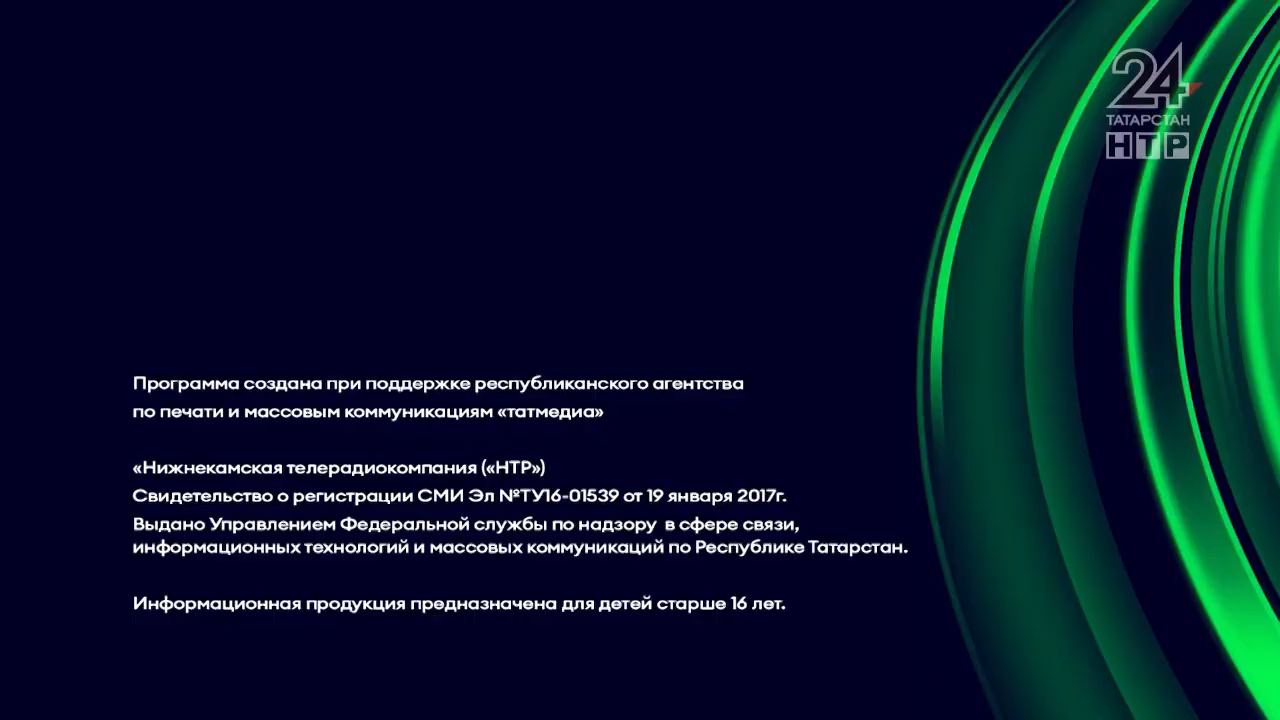 24
ТАТАРСТАН
НТР
Программа создана при поддержке республиканского агентства
по печати и массовым коммуникациям «татмедиа»
«Нижнекамская телерадиокомпания («НТР»)
Свидетельство о регистрации СМИ Эл №ТУ16-01539 от 19 января 2017г.
Выдано Управлением Федеральной службы по надзору  в сфере связи,
информационных технологий и массовых коммуникаций по Республике Татарстан.
Информационная продукция предназначена для детей старше 16 лет.